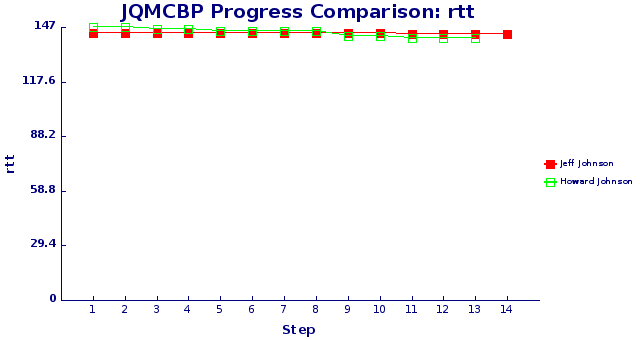 JQMCBP Progress Comparison: rtt
147
117.6
88.2
58.8
29.4
0
rtt
1 2 3 4 5 6 7 8 9 10 11 12 13 14
Step
Jeff Johnson
Howard Johnson